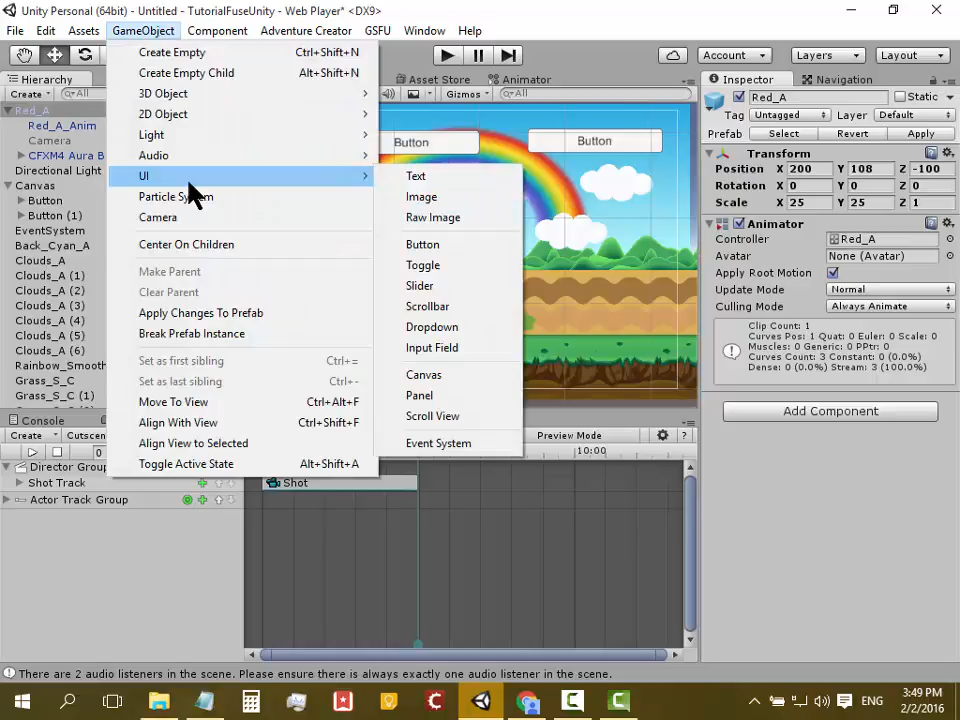 Unity Personal (64bit) - Untitled - TutorialFuseUnity - Web Player* <DX9>
File Edit Assets GameObject Component Adventure Creator GSFU Window Help
Account Layers Layout
Hierarchy
Create All
Red_A
Red_A_Anim
Camera
CFXM4 Aura B
Directional Light
Canvas
Button
Button (1)
EventSystem
Back_Cyan_A
Clouds_A
Clouds_A (1)
Clouds_A (2)
Clouds_A (3)
Clouds_A (4)
Clouds_A (5)
Clouds_A (6)
Rainbow_Smooth
Grass_S_C
Grass_S_C (1)
Create Empty Ctrl+Shift+N
Create Empty Child Alt+Shift+N
3D Object
2D Object
Light
Audio
UI
Particle System
Camera
Center On Children
Make Parent
Clear Parent
Apply Changes To Prefab
Break Prefab Instance
Set as first sibling Ctrl+=
Set as last sibling Ctrl+-
Move To View Ctrl+Alt+F
Align With View Ctrl+Shift+F
Align View to Selected
Toggle Active State Alt+Shift+A
Text
Image
Raw Image
Button
Toggle
Slider
Scrollbar
Dropdown
Input Field
Canvas
Panel
Scroll View
Event System
Asset Store Animator
Gizmos All
Button Button
Inspector Navigation
Red_A Static
Tag Untagged Layer Default
Prefab Select Revert Apply
Transform
Position X 200 Y 108 Z -100
Rotation X 0 Y 0 Z 0
Scale X 25 Y 25 Z 1
Animator
Controller Red_A
Avatar None (Avatar)
Apply Root Motion
Update Mode Normal
Culling Mode Always Animate
Clip Count: 1
Curves Pos: 1 Quat: 0 Euler: 0 Scale: 0
Muscles: 0 Generic: 0 PPtr: 0
Curves Count: 3 Constant: 0 (0.0%)
Dense: 0 (0.0%) Stream: 3 (100.0%)
Add Component
Console
Create Cutscen Preview Mode ?
0 10:00
Director Group
Shot Track Shot
Actor Track Group
There are 2 audio listeners in the scene. Please ensure there is always exactly one audio listener in the scene.
ENG
3:49 PM
2/2/2016